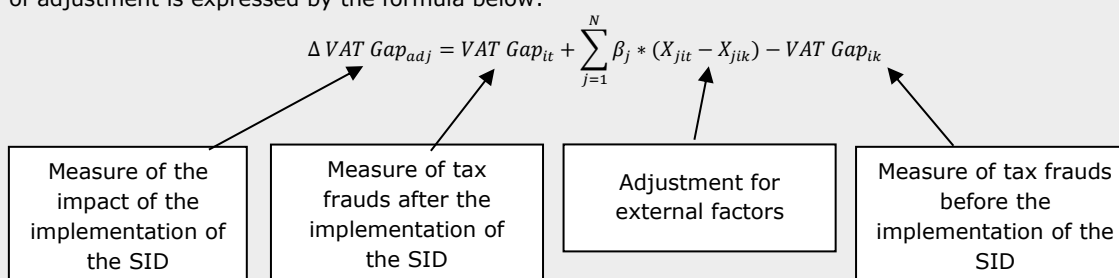 of adjustment is expressed by the formula below:
Δ VAT Gap_adj = VAT Gap_it + ∑_{j=1}^{N} β_j * (X_jit − X_jik) − VAT Gap_ik
Measure of the
impact of the
implementation of
the SID
Measure of tax
frauds after the
implementation of
the SID
Adjustment for
external factors
Measure of tax frauds
before the
implementation of the
SID